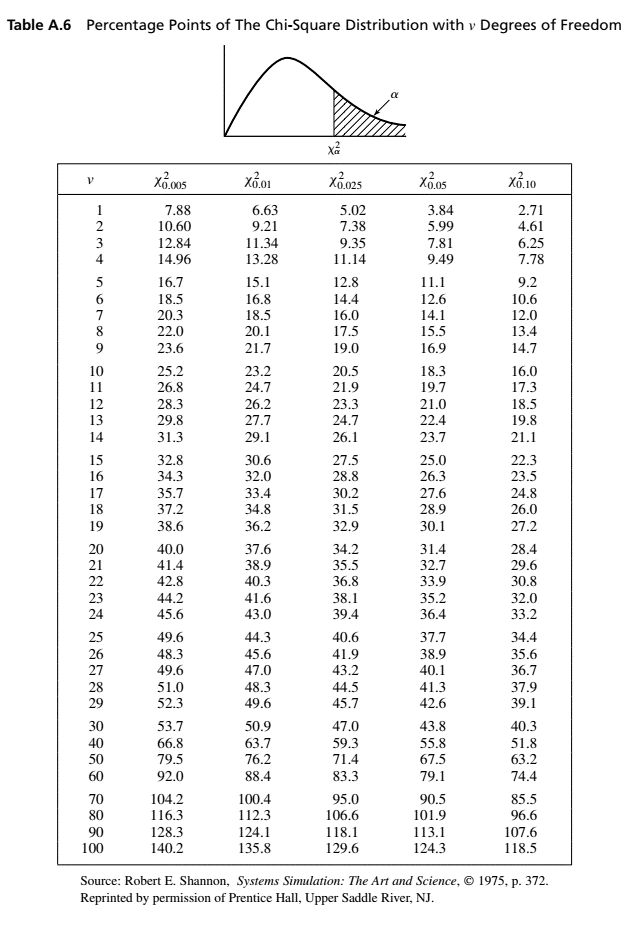 Table A.6 Percentage Points of The Chi-Square Distribution with ν Degrees of Freedom
α
χ²α
ν χ²0.005 χ²0.01 χ²0.025 χ²0.05 χ²0.10
1 7.88 6.63 5.02 3.84 2.71
2 10.60 9.21 7.38 5.99 4.61
3 12.84 11.34 9.35 7.81 6.25
4 14.96 13.28 11.14 9.49 7.78
5 16.7 15.1 12.8 11.1 9.2
6 18.5 16.8 14.4 12.6 10.6
7 20.3 18.5 16.0 14.1 12.0
8 22.0 20.1 17.5 15.5 13.4
9 23.6 21.7 19.0 16.9 14.7
10 25.2 23.2 20.5 18.3 16.0
11 26.8 24.7 21.9 19.7 17.3
12 28.3 26.2 23.3 21.0 18.5
13 29.8 27.7 24.7 22.4 19.8
14 31.3 29.1 26.1 23.7 21.1
15 32.8 30.6 27.5 25.0 22.3
16 34.3 32.0 28.8 26.3 23.5
17 35.7 33.4 30.2 27.6 24.8
18 37.2 34.8 31.5 28.9 26.0
19 38.6 36.2 32.9 30.1 27.2
20 40.0 37.6 34.2 31.4 28.4
21 41.4 38.9 35.5 32.7 29.6
22 42.8 40.3 36.8 33.9 30.8
23 44.2 41.6 38.1 35.2 32.0
24 45.6 43.0 39.4 36.4 33.2
25 49.6 44.3 40.6 37.7 34.4
26 48.3 45.6 41.9 38.9 35.6
27 49.6 47.0 43.2 40.1 36.7
28 51.0 48.3 44.5 41.3 37.9
29 52.3 49.6 45.7 42.6 39.1
30 53.7 50.9 47.0 43.8 40.3
40 66.8 63.7 59.3 55.8 51.8
50 79.5 76.2 71.4 67.5 63.2
60 92.0 88.4 83.3 79.1 74.4
70 104.2 100.4 95.0 90.5 85.5
80 116.3 112.3 106.6 101.9 96.6
90 128.3 124.1 118.1 113.1 107.6
100 140.2 135.8 129.6 124.3 118.5
Source: Robert E. Shannon, Systems Simulation: The Art and Science, © 1975, p. 372.
Reprinted by permission of Prentice Hall, Upper Saddle River, NJ.